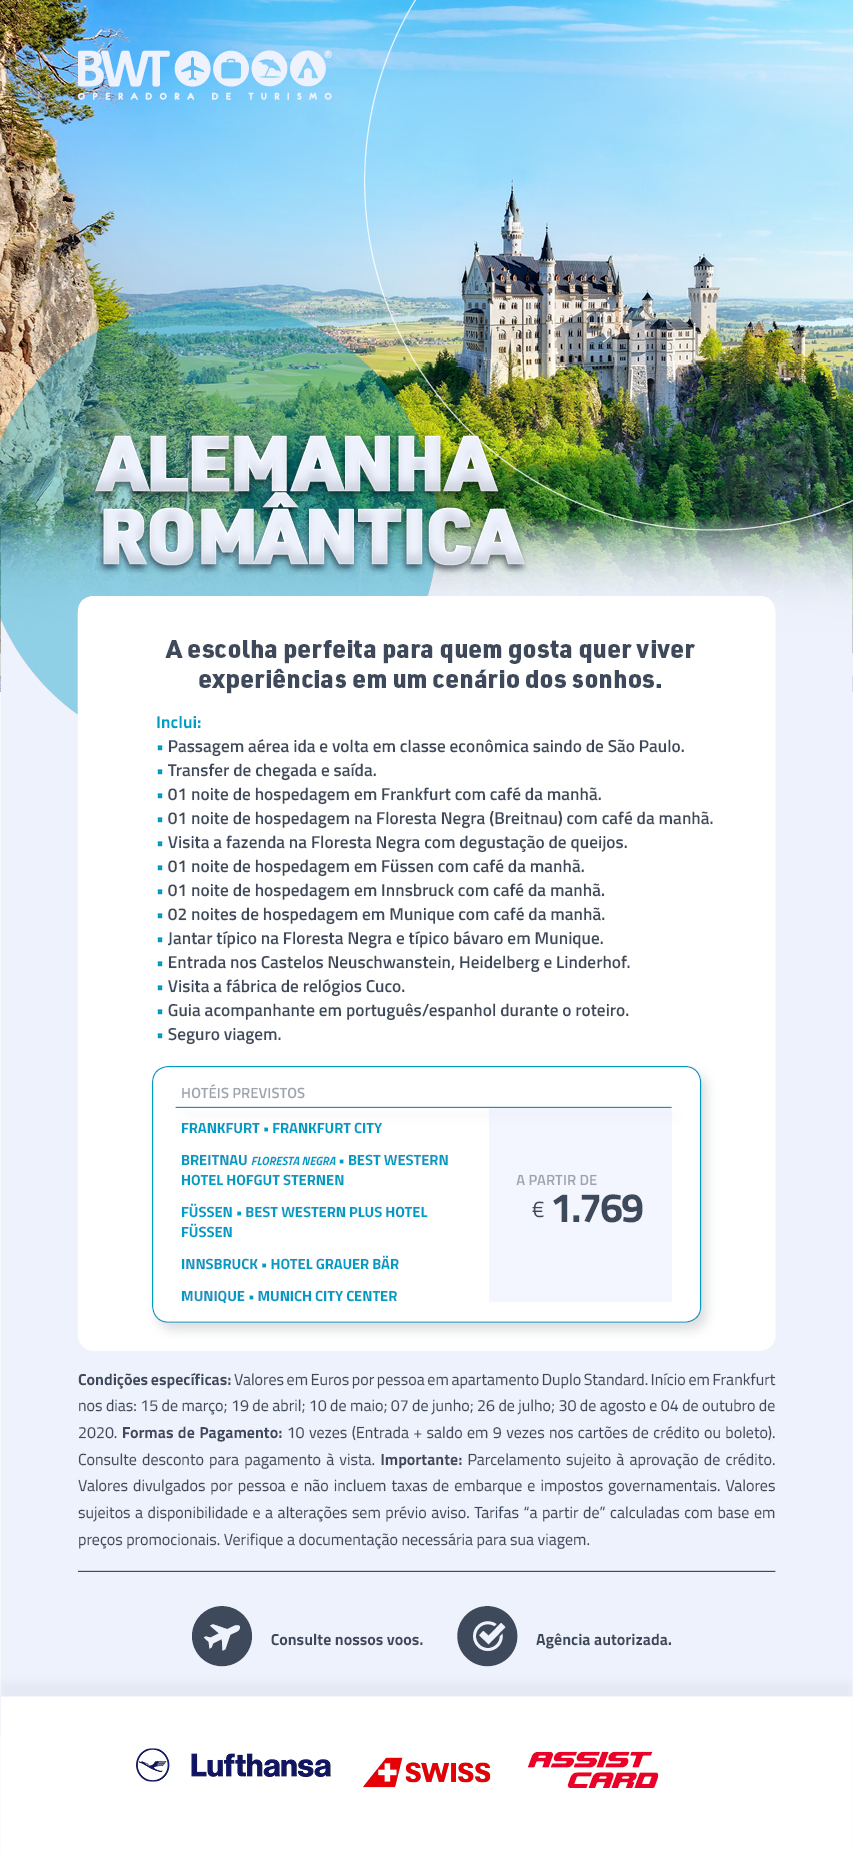 BWT
OPERADORA DE TURISMO
ALEMANHA
ROMÂNTICA
A escolha perfeita para quem gosta quer viver
experiências em um cenário dos sonhos.
Inclui:
▪ Passagem aérea ida e volta em classe econômica saindo de São Paulo.
▪ Transfer de chegada e saída.
▪ 01 noite de hospedagem em Frankfurt com café da manhã.
▪ 01 noite de hospedagem na Floresta Negra (Breitnau) com café da manhã.
▪ Visita a fazenda na Floresta Negra com degustação de queijos.
▪ 01 noite de hospedagem em Füssen com café da manhã.
▪ 01 noite de hospedagem em Innsbruck com café da manhã.
▪ 02 noites de hospedagem em Munique com café da manhã.
▪ Jantar típico na Floresta Negra e típico bávaro em Munique.
▪ Entrada nos Castelos Neuschwanstein, Heidelberg e Linderhof.
▪ Visita a fábrica de relógios Cuco.
▪ Guia acompanhante em português/espanhol durante o roteiro.
▪ Seguro viagem.
HOTÉIS PREVISTOS
FRANKFURT ▪ FRANKFURT CITY
BREITNAU FLORESTA NEGRA ▪ BEST WESTERN
HOTEL HOFGUT STERNEN
FÜSSEN ▪ BEST WESTERN PLUS HOTEL
FÜSSEN
INNSBRUCK ▪ HOTEL GRAUER BÄR
MUNIQUE ▪ MUNICH CITY CENTER
A PARTIR DE
€ 1.769
Condições específicas: Valores em Euros por pessoa em apartamento Duplo Standard. Início em Frankfurt
nos dias: 15 de março; 19 de abril; 10 de maio; 07 de junho; 26 de julho; 30 de agosto e 04 de outubro de
2020. Formas de Pagamento: 10 vezes (Entrada + saldo em 9 vezes nos cartões de crédito ou boleto).
Consulte desconto para pagamento à vista. Importante: Parcelamento sujeito à aprovação de crédito.
Valores divulgados por pessoa e não incluem taxas de embarque e impostos governamentais. Valores
sujeitos a disponibilidade e a alterações sem prévio aviso. Tarifas “a partir de” calculadas com base em
preços promocionais. Verifique a documentação necessária para sua viagem.
Consulte nossos voos.
Agência autorizada.
Lufthansa
SWISS
ASSIST
CARD